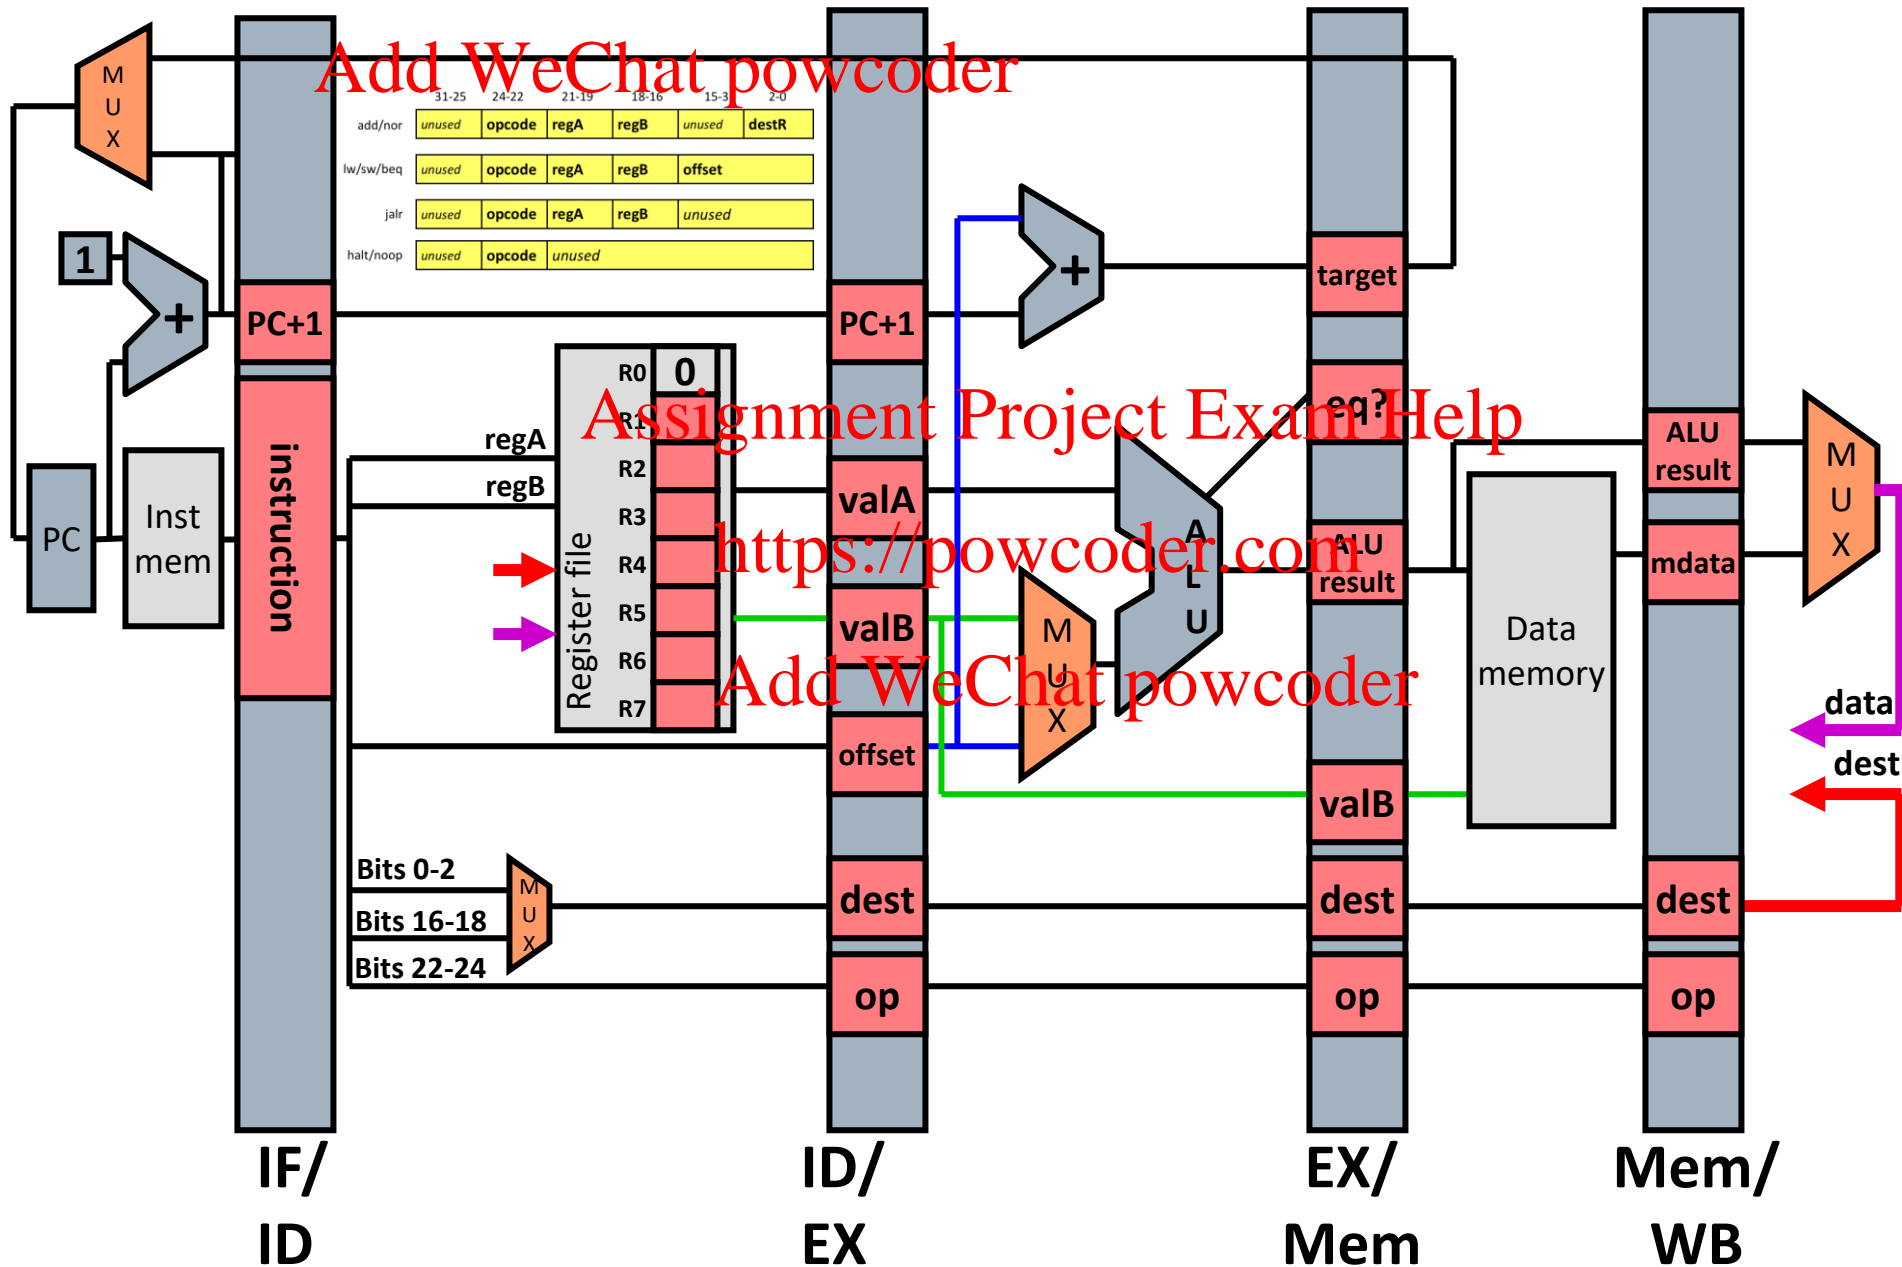 Add WeChat powcoder
31-25 24-22 21-19 18-16 15-3 2-0
add/nor unused opcode regA regB unused destR
lw/sw/beq unused opcode regA regB offset
jalr unused opcode regA regB unused
halt/noop unused opcode unused
M
U
X
1
+
PC+1
PC
Inst
mem
instruction
regA
regB
Register file
R0 0
R1
R2
R3
R4
R5
R6
R7
Assignment Project Exam Help
https://powcoder.com
Add WeChat powcoder
Bits 0-2
Bits 16-18
Bits 22-24
M
U
X
PC+1
valA
valB
offset
dest
op
+
M
U
X
A
L
U
target
eq?
ALU
result
valB
dest
op
Data
memory
ALU
result
mdata
dest
op
M
U
X
data
dest
IF/
ID
ID/
EX
EX/
Mem
Mem/
WB